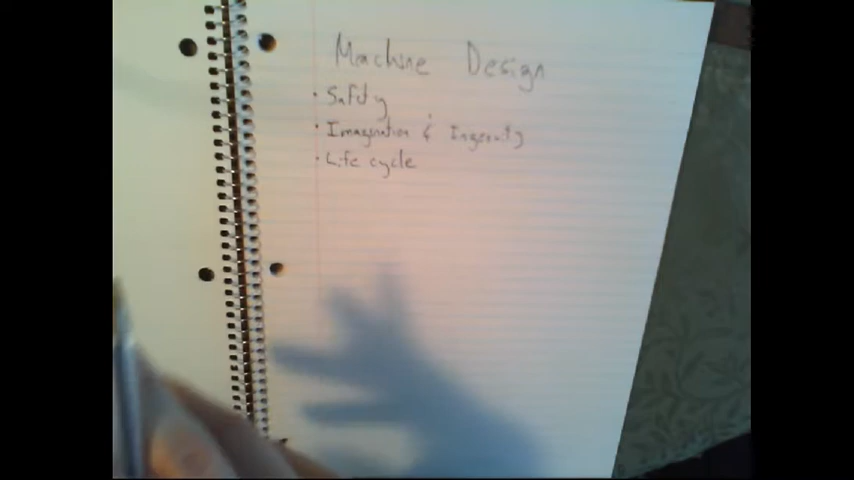 Machine Design
• Safety
• Imagination & Ingenuity
• Life cycle